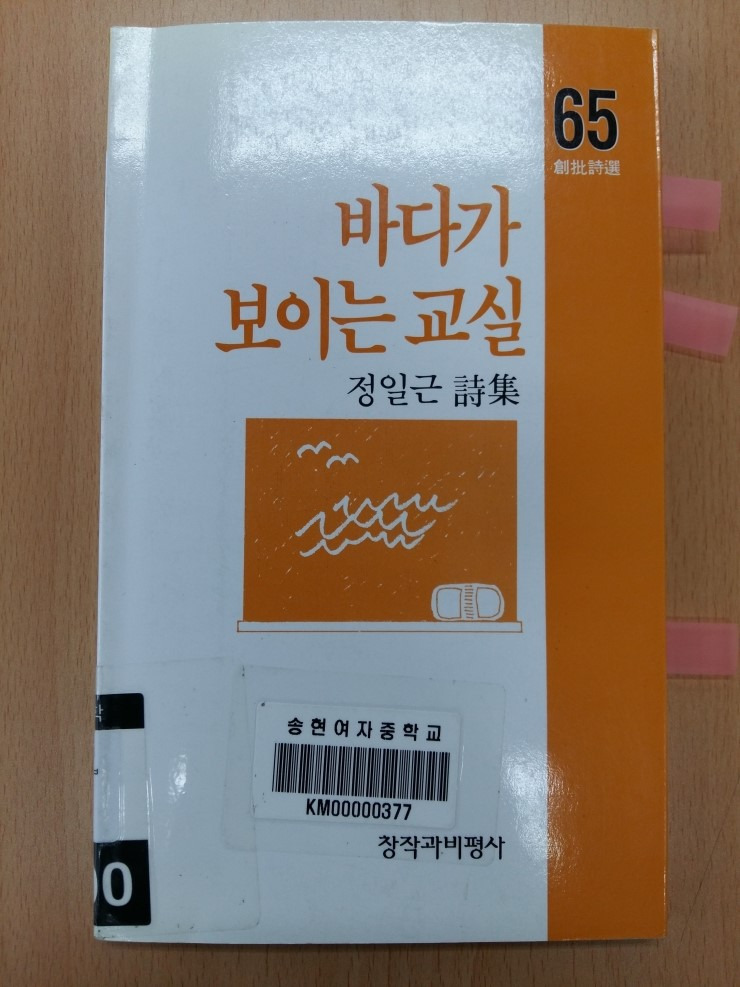 65
創批詩選
바다가
보이는 교실
정일근 詩集
송현여자중학교
KM00000377
창작과비평사